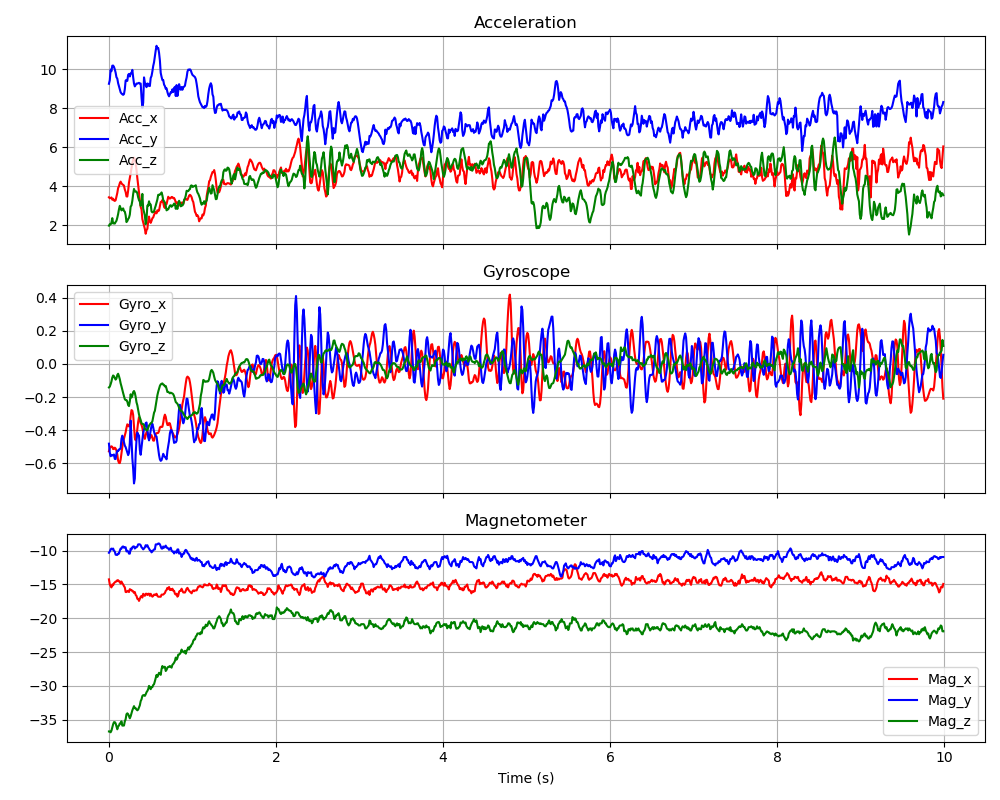 Acceleration
10
8
6
4
2
Acc_x
Acc_y
Acc_z
Gyroscope
0.4
0.2
0.0
−0.2
−0.4
−0.6
Gyro_x
Gyro_y
Gyro_z
Magnetometer
−10
−15
−20
−25
−30
−35
Mag_x
Mag_y
Mag_z
0 2 4 6 8 10
Time (s)